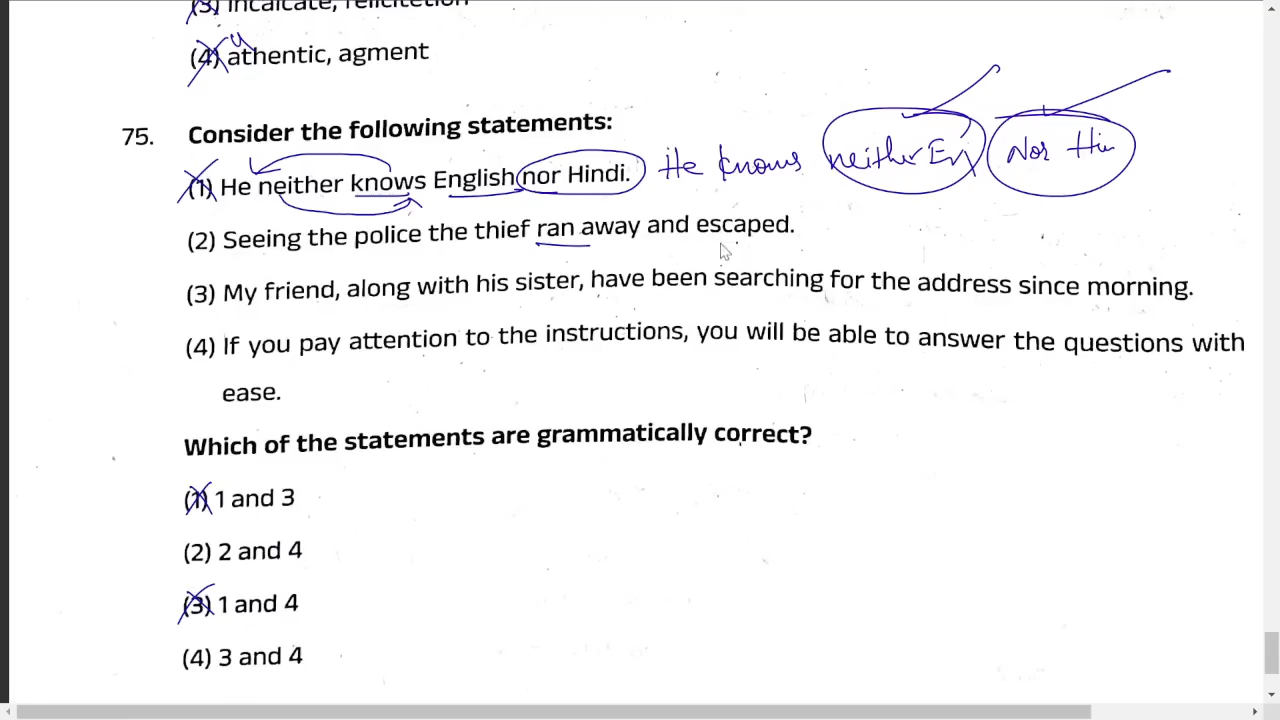 (3) incalcate, felicitetion
(4) athentic, agment
u
75. Consider the following statements:
(1) He neither knows English nor Hindi. He knows neither En Nor Hin
(2) Seeing the police the thief ran away and escaped.
(3) My friend, along with his sister, have been searching for the address since morning.
(4) If you pay attention to the instructions, you will be able to answer the questions with
ease.
Which of the statements are grammatically correct?
(1) 1 and 3
(2) 2 and 4
(3) 1 and 4
(4) 3 and 4